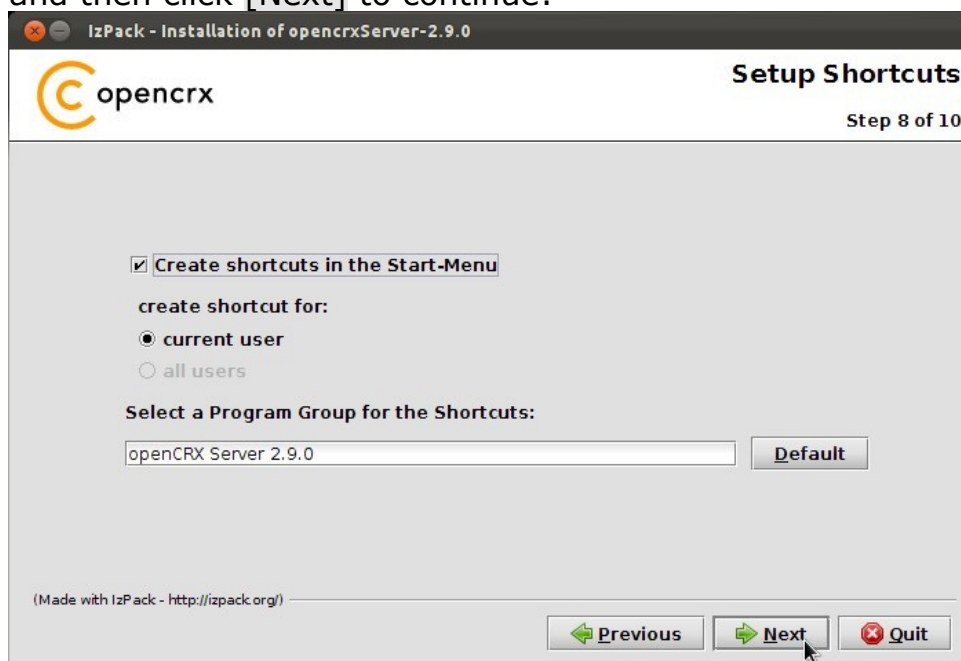 and then click [Next] to continue:
IzPack - Installation of opencrxServer-2.9.0
opencrx
Setup Shortcuts
Step 8 of 10
Create shortcuts in the Start-Menu
create shortcut for:
current user
all users
Select a Program Group for the Shortcuts:
openCRX Server 2.9.0
Default
(Made with IzPack - http://izpack.org/)
Previous
Next
Quit